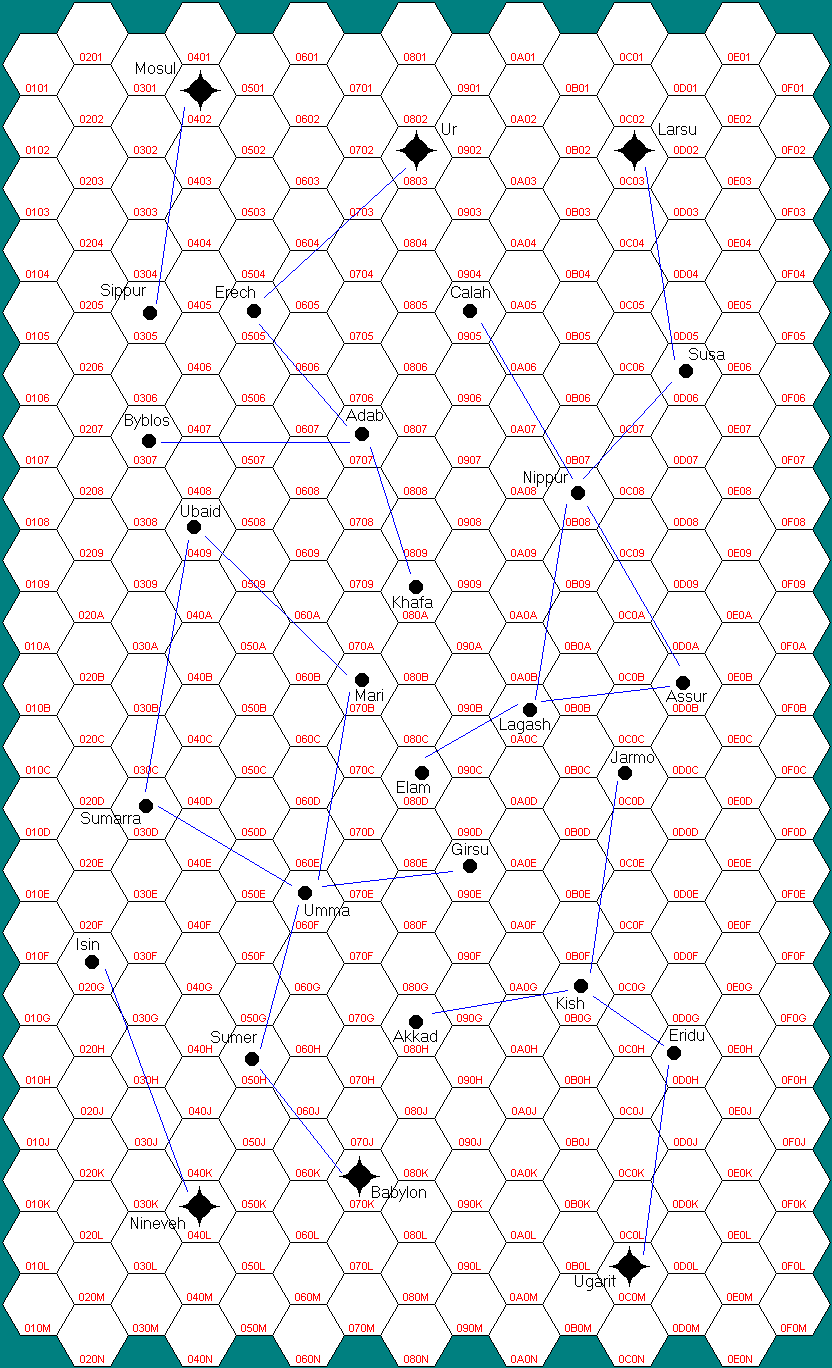 0201 0401 0601 0801 0A01 0C01 0E01
Mosul
0101 0301 0501 0701 0901 0B01 0D01 0F01
0202 0402 0602 0802 0A02 0C02 0E02
Ur Larsu
0102 0302 0502 0702 0902 0B02 0D02 0F02
0203 0403 0603 0803 0A03 0C03 0E03
0103 0303 0503 0703 0903 0B03 0D03 0F03
0204 0404 0604 0804 0A04 0C04 0E04
0104 0304 0504 0704 0904 0B04 0D04 0F04
Sippur Erech Calah
0205 0405 0605 0805 0A05 0C05 0E05
0105 0305 0505 0705 0905 0B05 0D05 0F05
Susa
0206 0406 0606 0806 0A06 0C06 0E06
0106 0306 0506 0706 0906 0B06 0D06 0F06
Byblos Adab
0207 0407 0607 0807 0A07 0C07 0E07
0107 0307 0507 0707 0907 0B07 0D07 0F07
Nippur
0208 0408 0608 0808 0A08 0C08 0E08
Ubaid
0108 0308 0508 0708 0908 0B08 0D08 0F08
0209 0409 0609 0809 0A09 0C09 0E09
0109 0309 0509 0709 0909 0B09 0D09 0F09
Khafa
020A 040A 060A 080A 0A0A 0C0A 0E0A
010A 030A 050A 070A 090A 0B0A 0D0A 0F0A
020B 040B 060B 080B 0A0B 0C0B 0E0B
Mari Assur
010B 030B 050B 070B 090B 0B0B 0D0B 0F0B
Lagash
020C 040C 060C 080C 0A0C 0C0C 0E0C
Jarmo
010C 030C 050C 070C 090C 0B0C 0D0C 0F0C
Elam
020D 040D 060D 080D 0A0D 0C0D 0E0D
Sumarra
010D 030D 050D 070D 090D 0B0D 0D0D 0F0D
Girsu
020E 040E 060E 080E 0A0E 0C0E 0E0E
010E 030E 050E 070E 090E 0B0E 0D0E 0F0E
Umma
020F 040F 060F 080F 0A0F 0C0F 0E0F
Isin
010F 030F 050F 070F 090F 0B0F 0D0F 0F0F
020G 040G 060G 080G 0A0G 0C0G 0E0G
Kish
010G 030G 050G 070G 090G 0B0G 0D0G 0F0G
Sumer Akkad Eridu
020H 040H 060H 080H 0A0H 0C0H 0E0H
010H 030H 050H 070H 090H 0B0H 0D0H 0F0H
020J 040J 060J 080J 0A0J 0C0J 0E0J
010J 030J 050J 070J 090J 0B0J 0D0J 0F0J
020K 040K 060K 080K 0A0K 0C0K 0E0K
Babylon
010K 030K 050K 070K 090K 0B0K 0D0K 0F0K
Nineveh
020L 040L 060L 080L 0A0L 0C0L 0E0L
010L 030L 050L 070L 090L 0B0L 0D0L 0F0L
Ugarit
020M 040M 060M 080M 0A0M 0C0M 0E0M
010M 030M 050M 070M 090M 0B0M 0D0M 0F0M
020N 040N 060N 080N 0A0N 0C0N 0E0N